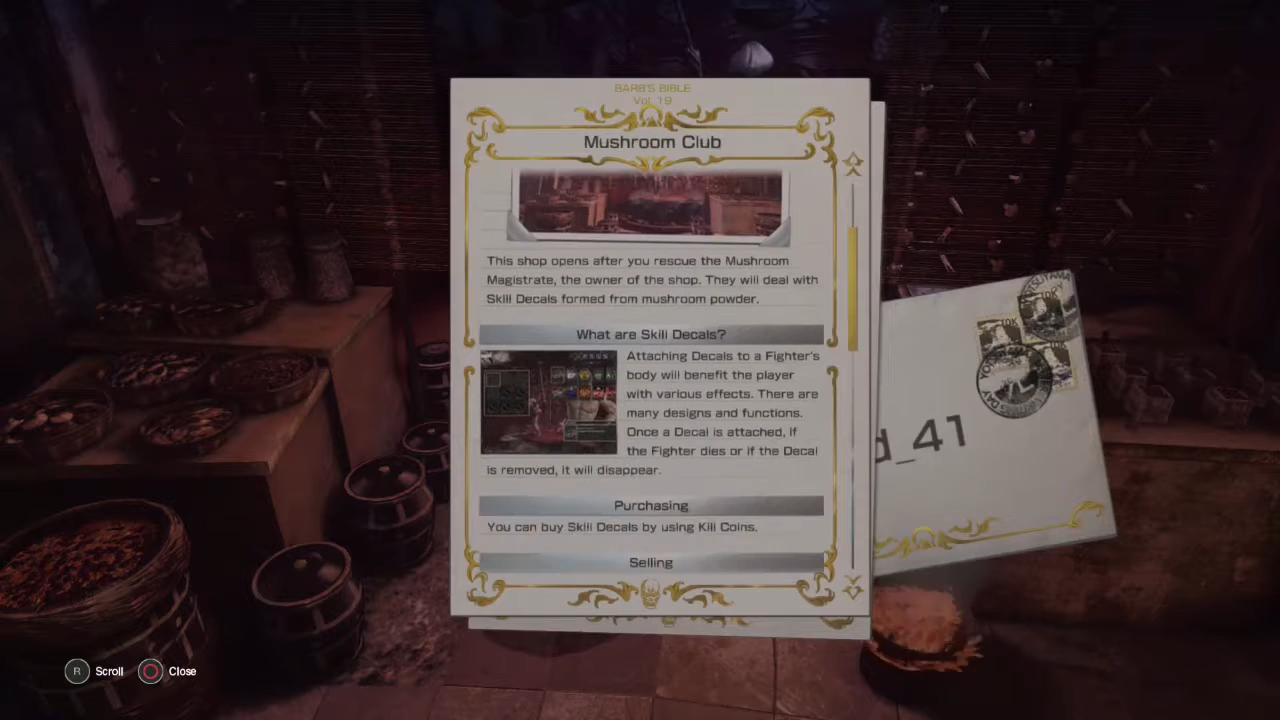 BARB'S BIBLE
Vol. 19
Mushroom Club
This shop opens after you rescue the Mushroom
Magistrate, the owner of the shop. They will deal with
Skill Decals formed from mushroom powder.
What are Skill Decals?
Attaching Decals to a Fighter's
body will benefit the player
with various effects. There are
many designs and functions.
Once a Decal is attached, if
the Fighter dies or if the Decal
is removed, it will disappear.
Purchasing
You can buy Skill Decals by using Kill Coins.
Selling
d_41
10K
R Scroll Close